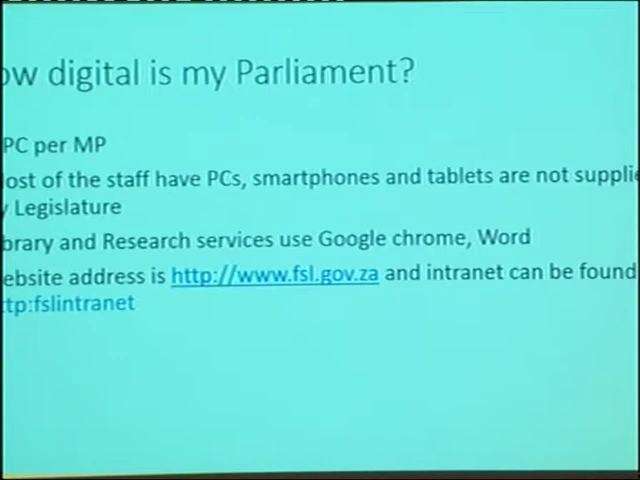 ow digital is my Parliament?
PC per MP
ost of the staff have PCs, smartphones and tablets are not supplie
y Legislature
brary and Research services use Google chrome, Word
ebsite address is http://www.fsl.gov.za and intranet can be found
tp:fslintranet